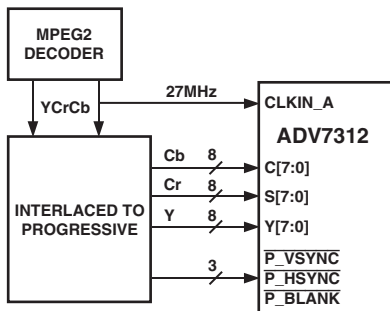 MPEG2
DECODER
YCrCb
27MHz
CLKIN_A
ADV7312
INTERLACED TO
PROGRESSIVE
Cb 8
C[7:0]
Cr 8
S[7:0]
Y 8
Y[7:0]
3
P_VSYNC
P_HSYNC
P_BLANK